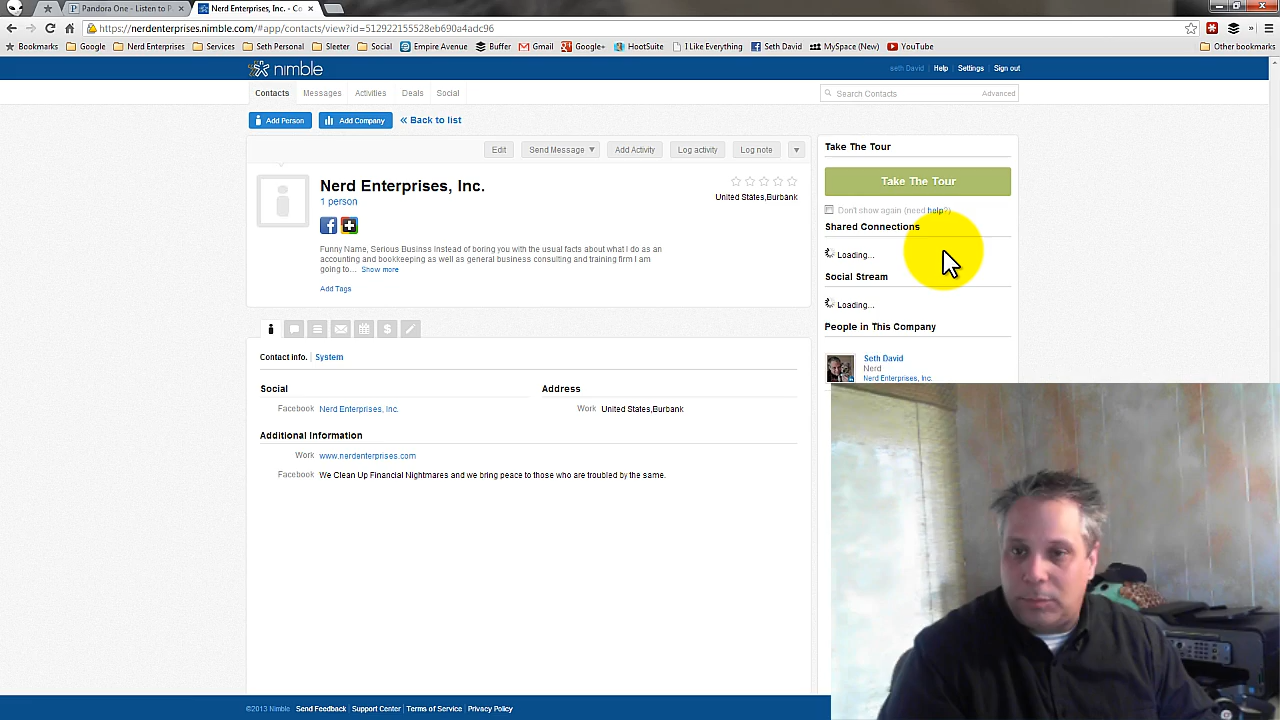 Pandora One - Listen to P
Nerd Enterprises, Inc. - Co
https://nerdenterprises.nimble.com/#app/contacts/view?id=512922155528eb690a4adc96
Bookmarks Google Nerd Enterprises Services Seth Personal Sleeter Social Empire Avenue Buffer Gmail Google+ HootSuite I Like Everything Seth David MySpace (New) YouTube Other bookmarks
nimble
seth David Help Settings Sign out
Contacts Messages Activities Deals Social
Search Contacts Advanced
Add Person Add Company « Back to list
Edit Send Message Add Activity Log activity Log note
Nerd Enterprises, Inc.
1 person
United States,Burbank
Funny Name, Serious Businss Instead of boring you with the usual facts about what I do as an
accounting and bookkeeping as well as general business consulting and training firm I am
going to... Show more
Add Tags
Contact info. System
Social
Facebook Nerd Enterprises, Inc.
Address
Work United States,Burbank
Additional Information
Work www.nerdenterprises.com
Facebook We Clean Up Financial Nightmares and we bring peace to those who are troubled by the same.
Take The Tour
Take The Tour
Don't show again (need help?)
Shared Connections
Loading...
Social Stream
Loading...
People in This Company
Seth David
Nerd
Nerd Enterprises, Inc.
©2013 Nimble Send Feedback Support Center Terms of Service Privacy Policy